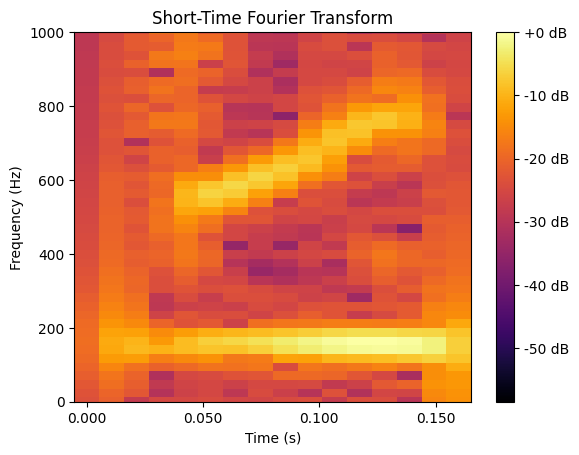 Short-Time Fourier Transform
1000
800
600
400
200
0
Frequency (Hz)
0.000
0.050
0.100
0.150
Time (s)
+0 dB
-10 dB
-20 dB
-30 dB
-40 dB
-50 dB